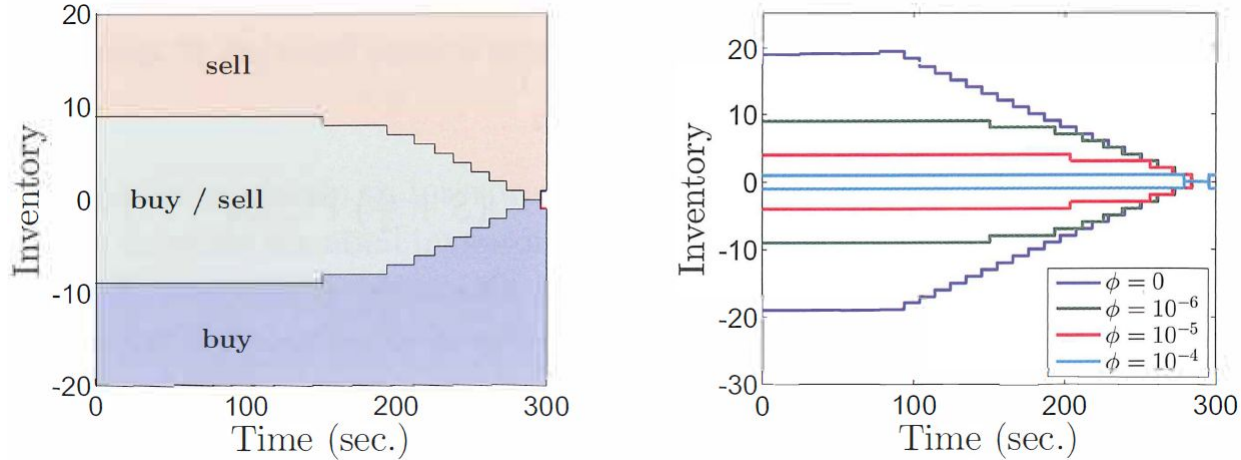 20
10
0
-10
-20
Inventory
sell
buy / sell
buy
0 100 200 300
Time (sec.)
20
10
0
-10
-20
-30
Inventory
ϕ = 0
ϕ = 10⁻⁶
ϕ = 10⁻⁵
ϕ = 10⁻⁴
0 100 200 300
Time (sec.)